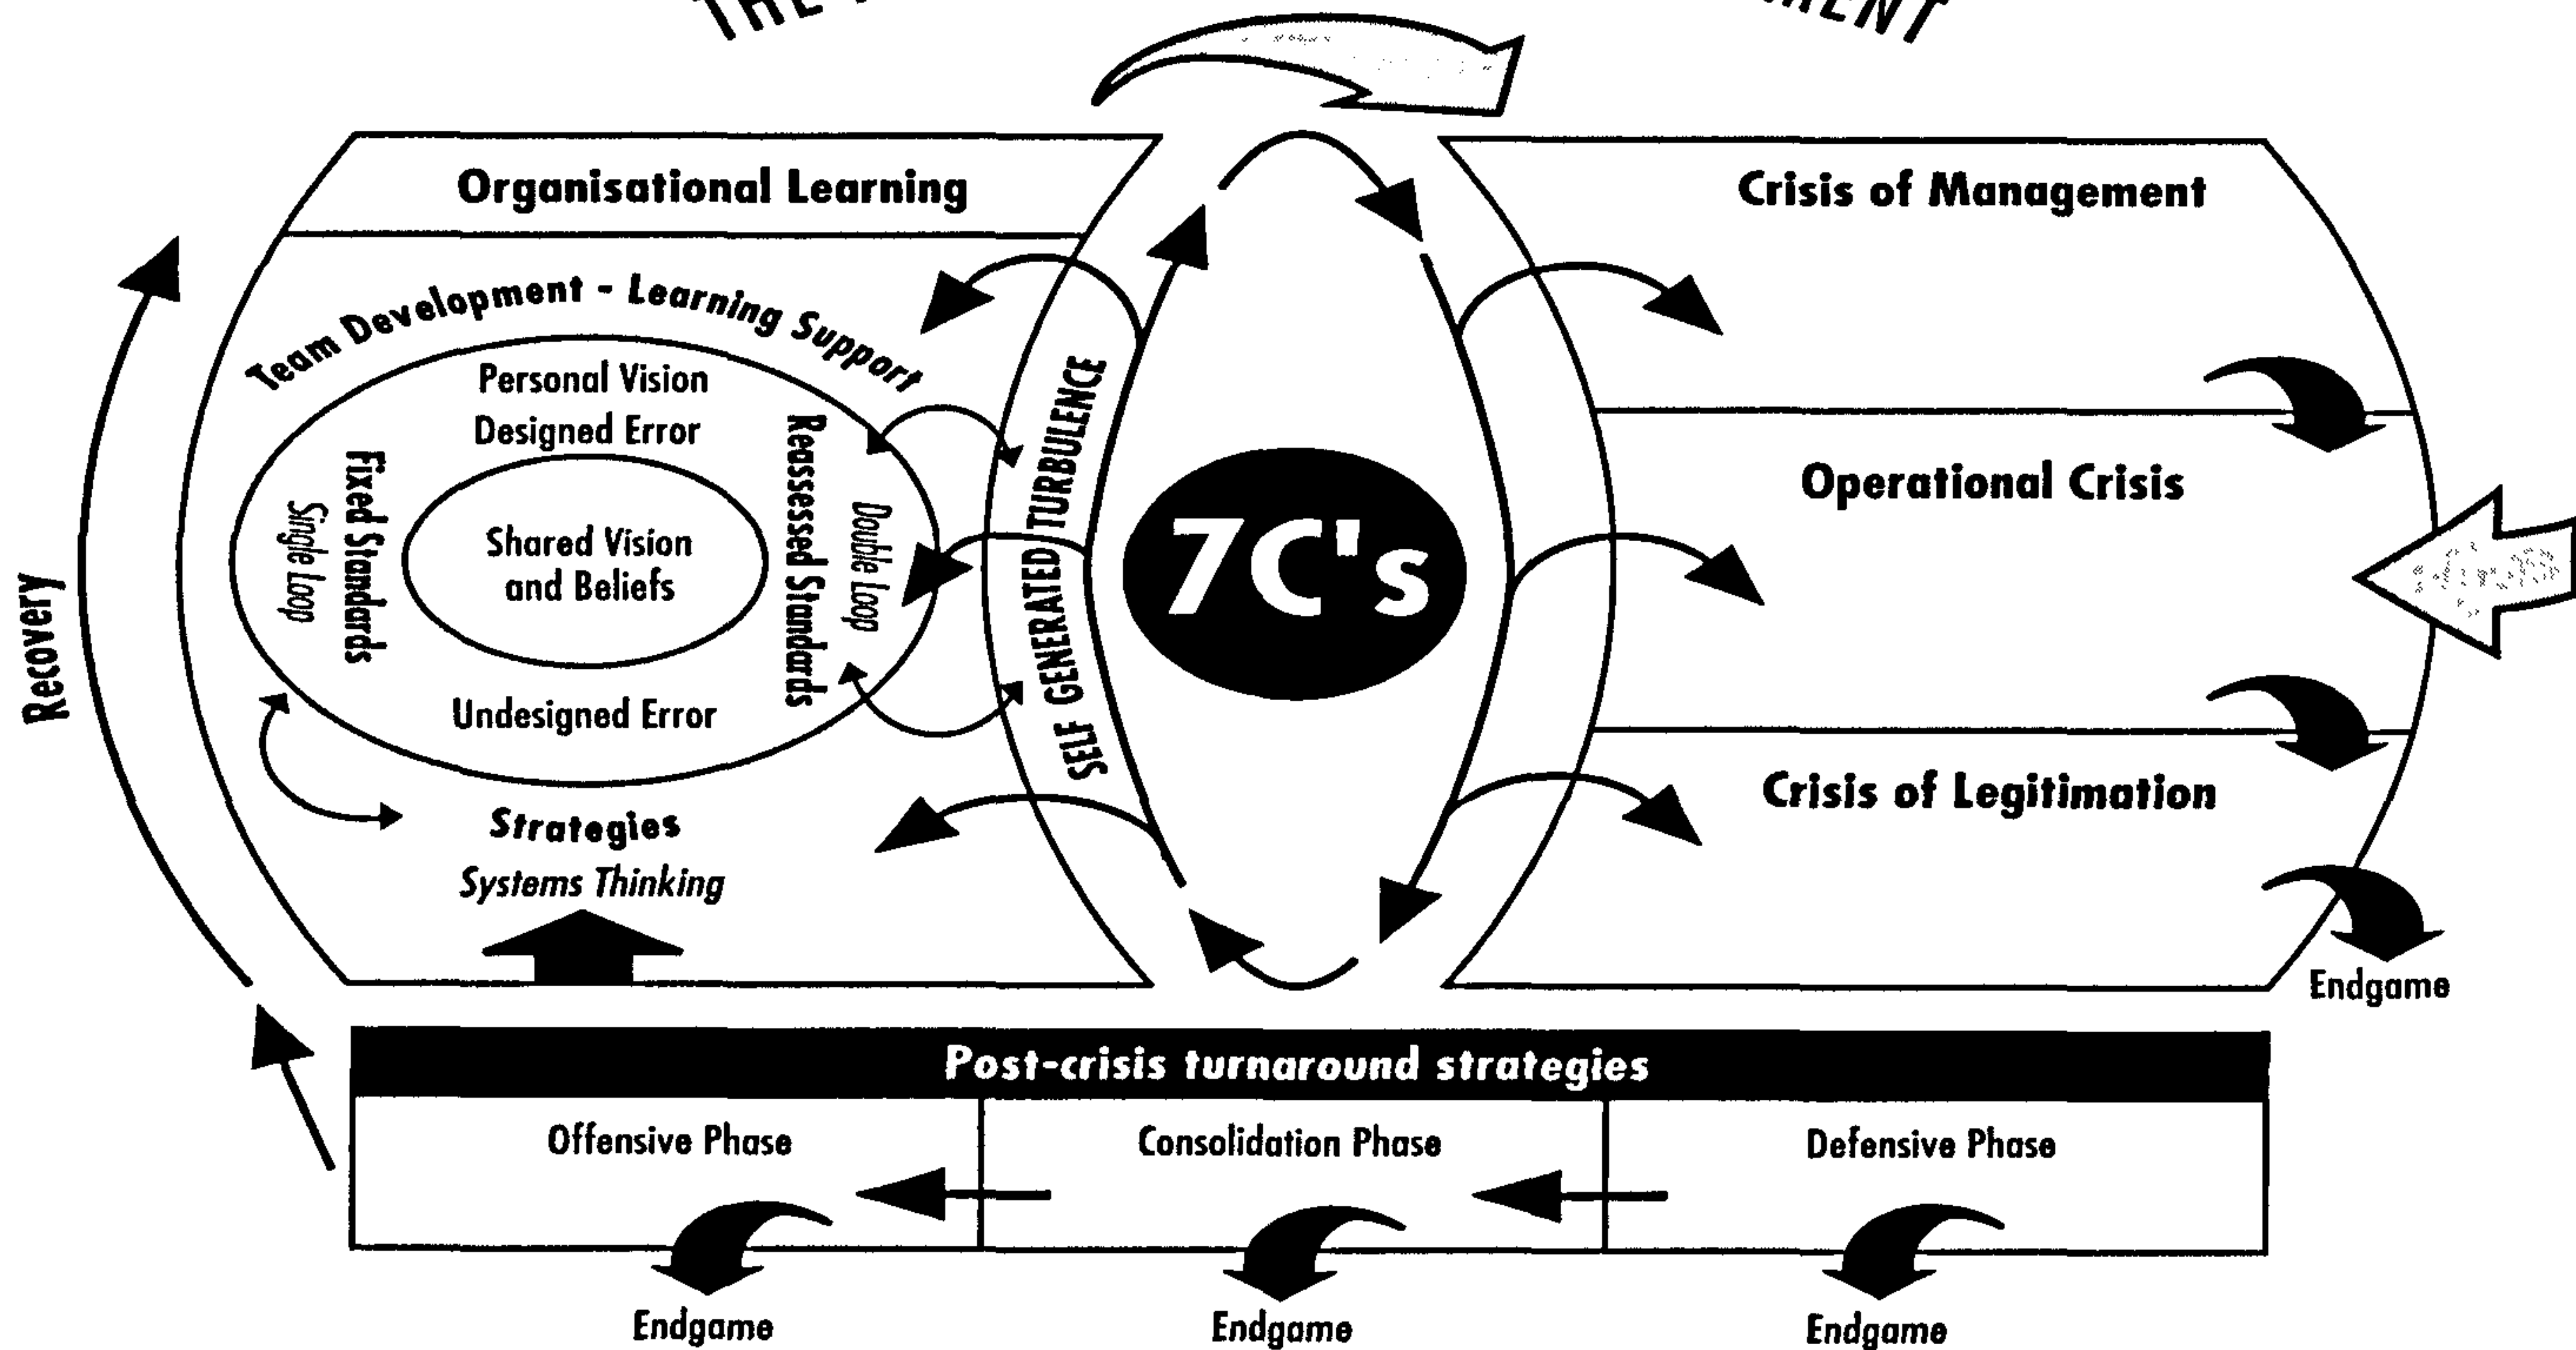 THE
Organisational Learning
Crisis of Management
Team Development - Learning Support
Personal Vision
Designed Error
Fixed Standards
Single Loop
Shared Vision
and Beliefs
Reassessed Standards
Double Loop
Undesigned Error
Strategies
Systems Thinking
SELF GENERATED TURBULENCE
7C's
Operational Crisis
Crisis of Legitimation
Recovery
Endgame
Post-crisis turnaround strategies
Offensive Phase
Consolidation Phase
Defensive Phase
Endgame
Endgame
Endgame